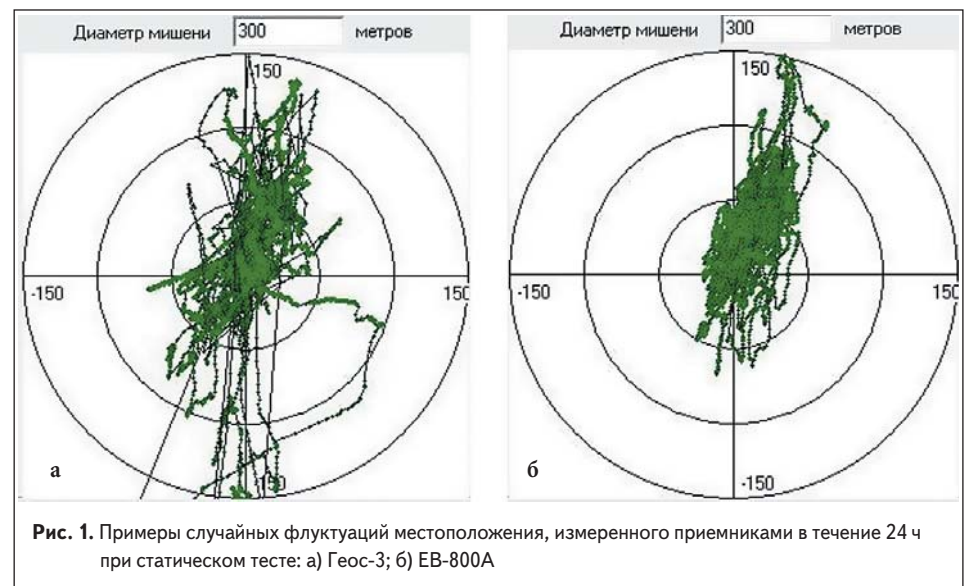 Диаметр мишени 300 метров
150
-150
150
-150
а
Диаметр мишени 300 метров
150
-150
150
-150
б
Рис. 1. Примеры случайных флуктуаций местоположения, измеренного приемниками в течение 24 ч
при статическом тесте: а) Геос-3; б) EB-800A